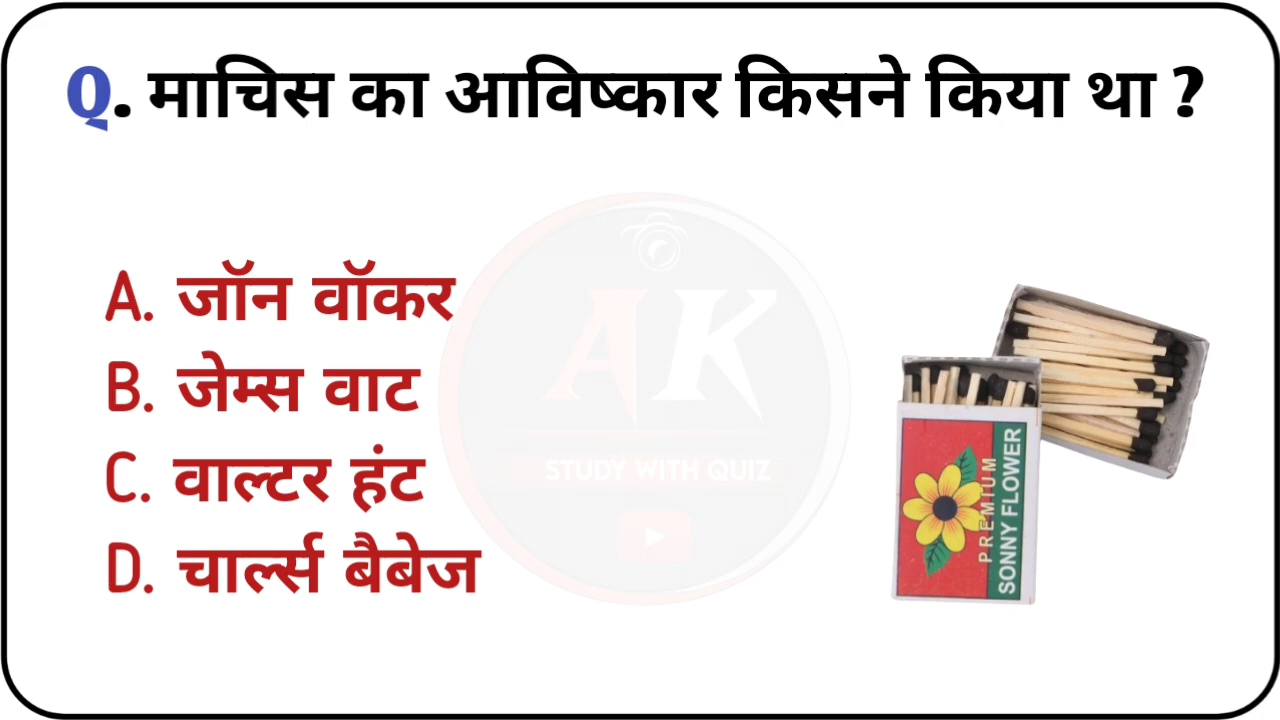 Q. माचिस का आविष्कार किसने किया था ?
A. जॉन वॉकर
B. जेम्स वाट
C. वाल्टर हंट
D. चार्ल्स बैबेज
AK
STUDY WITH QUIZ
PREMIUM
SONNY FLOWER